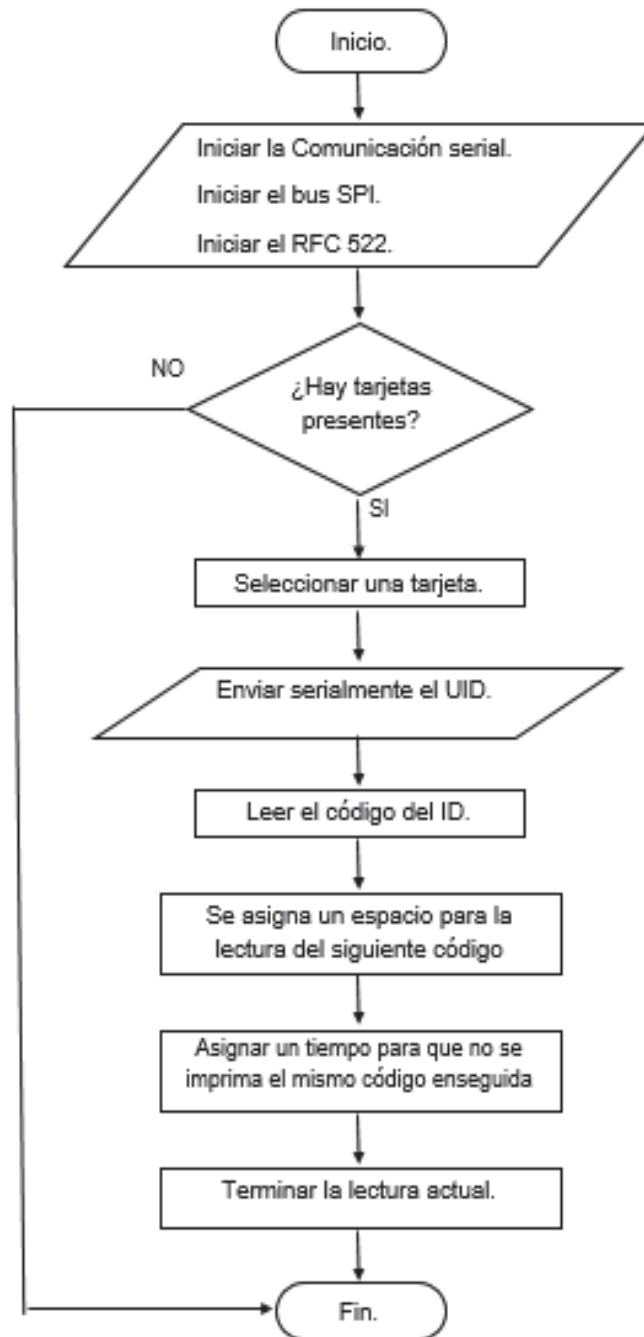 Inicio.
Iniciar la Comunicación serial.
Iniciar el bus SPI.
Iniciar el RFC 522.
NO
¿Hay tarjetas
presentes?
SI
Seleccionar una tarjeta.
Enviar serialmente el UID.
Leer el código del ID.
Se asigna un espacio para la
lectura del siguiente código
Asignar un tiempo para que no se
imprima el mismo código enseguida
Terminar la lectura actual.
Fin.